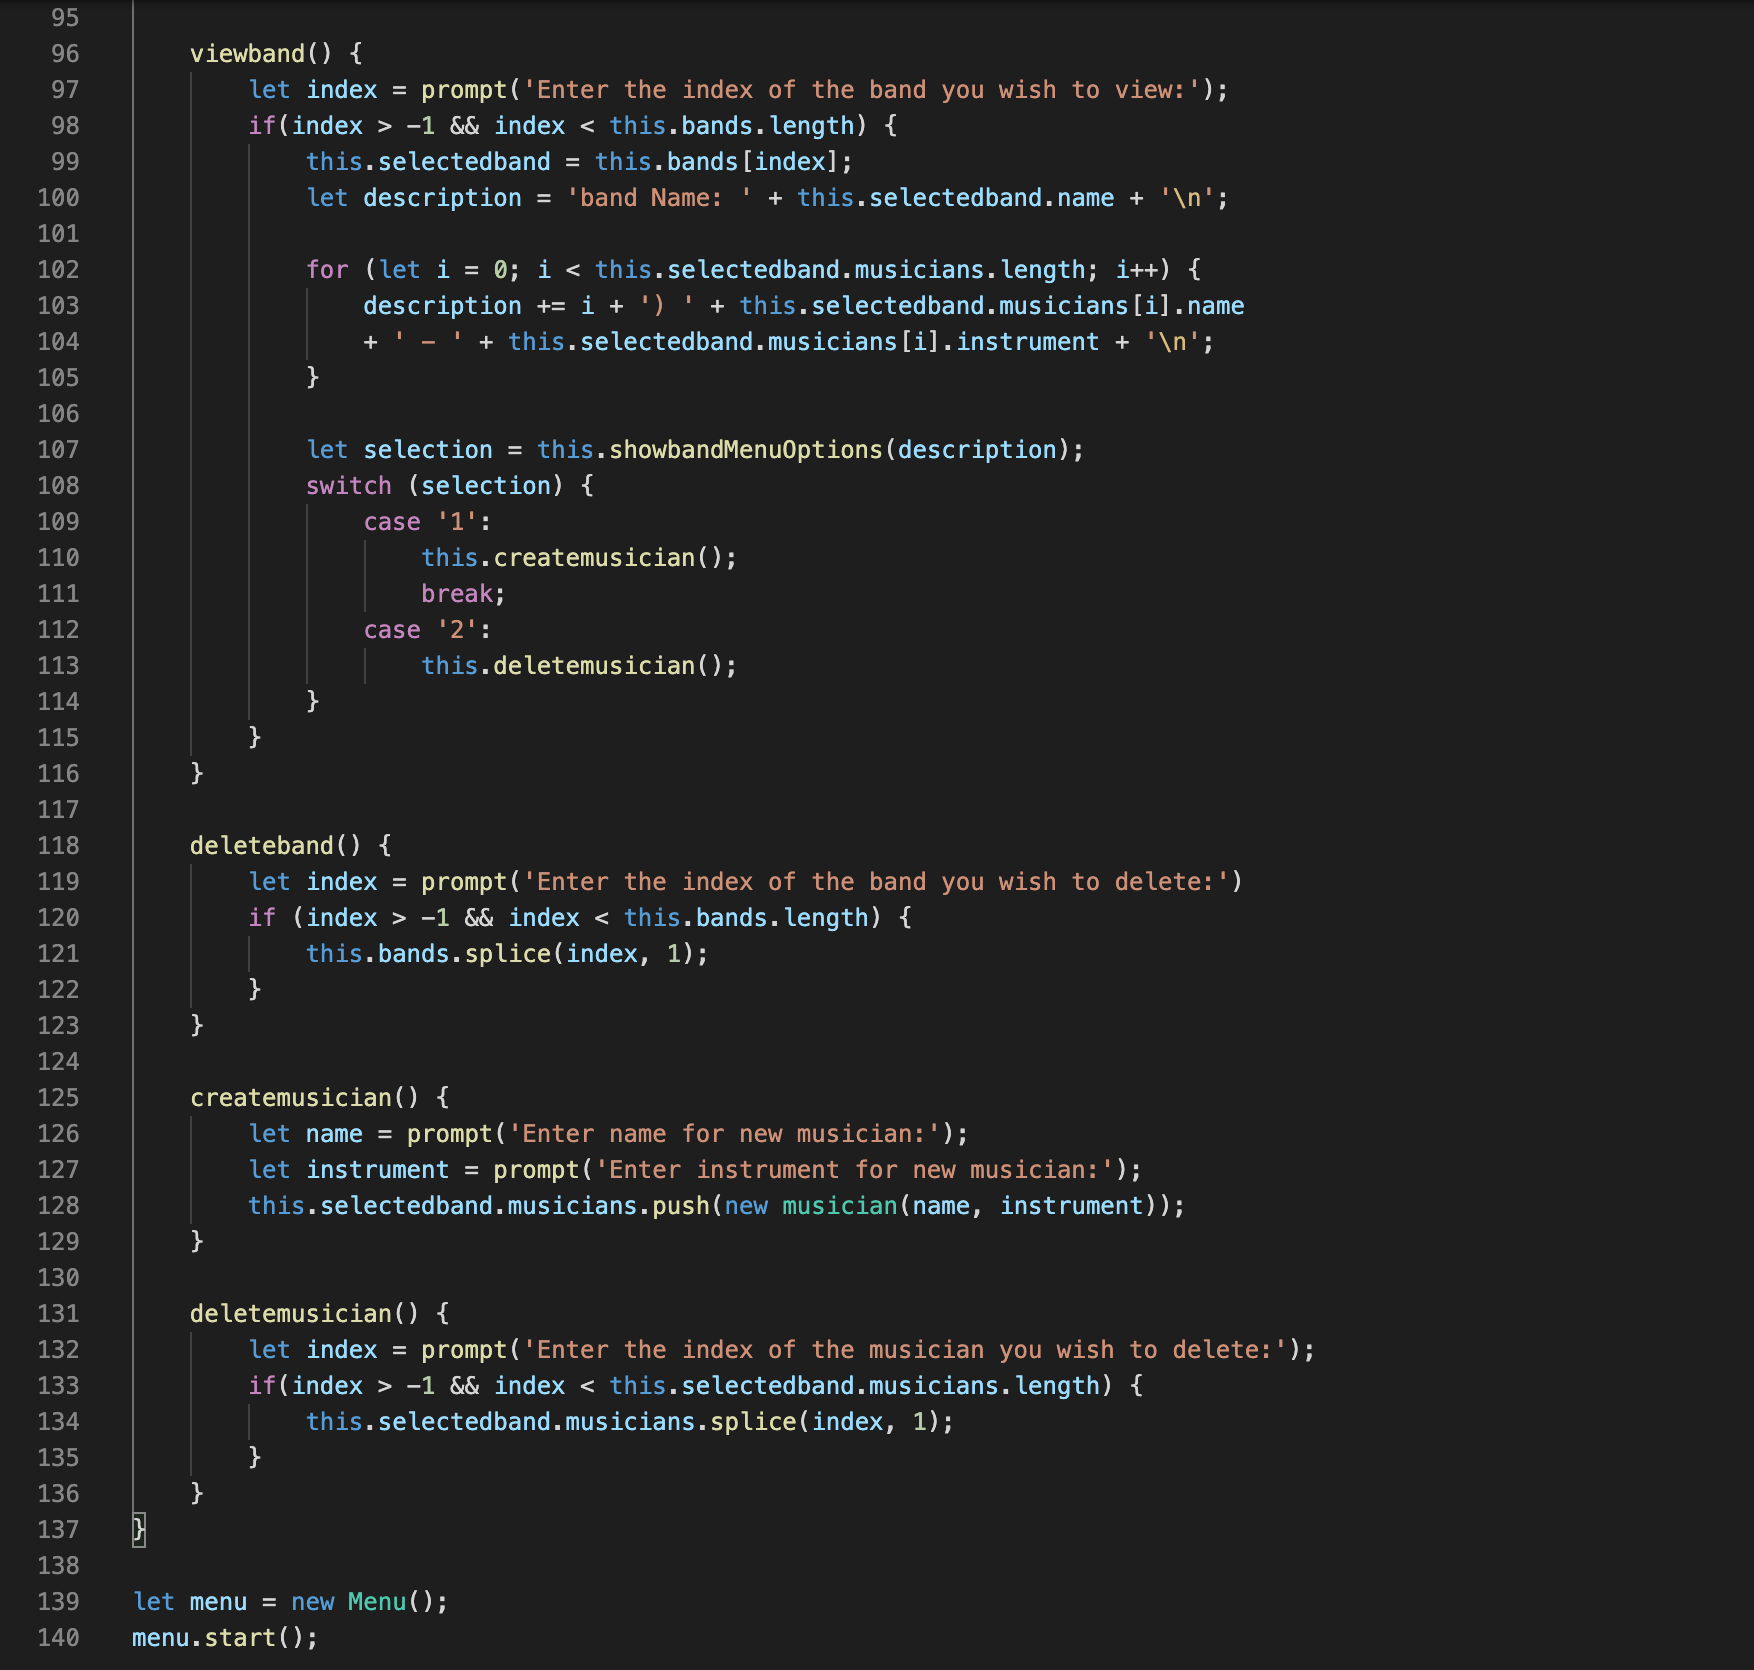 95
96 viewband() {
97 let index = prompt('Enter the index of the band you wish to view:');
98 if(index > -1 && index < this.bands.length) {
99 this.selectedband = this.bands[index];
100 let description = 'band Name: ' + this.selectedband.name + '\n';
101
102 for (let i = 0; i < this.selectedband.musicians.length; i++) {
103 description += i + ') ' + this.selectedband.musicians[i].name
104 + ' - ' + this.selectedband.musicians[i].instrument + '\n';
105 }
106
107 let selection = this.showbandMenuOptions(description);
108 switch (selection) {
109 case '1':
110 this.createmusician();
111 break;
112 case '2':
113 this.deletemusician();
114 }
115 }
116 }
117
118 deleteband() {
119 let index = prompt('Enter the index of the band you wish to delete:')
120 if (index > -1 && index < this.bands.length) {
121 this.bands.splice(index, 1);
122 }
123 }
124
125 createmusician() {
126 let name = prompt('Enter name for new musician:');
127 let instrument = prompt('Enter instrument for new musician:');
128 this.selectedband.musicians.push(new musician(name, instrument));
129 }
130
131 deletemusician() {
132 let index = prompt('Enter the index of the musician you wish to delete:');
133 if(index > -1 && index < this.selectedband.musicians.length) {
134 this.selectedband.musicians.splice(index, 1);
135 }
136 }
137 }
138
139 let menu = new Menu();
140 menu.start();